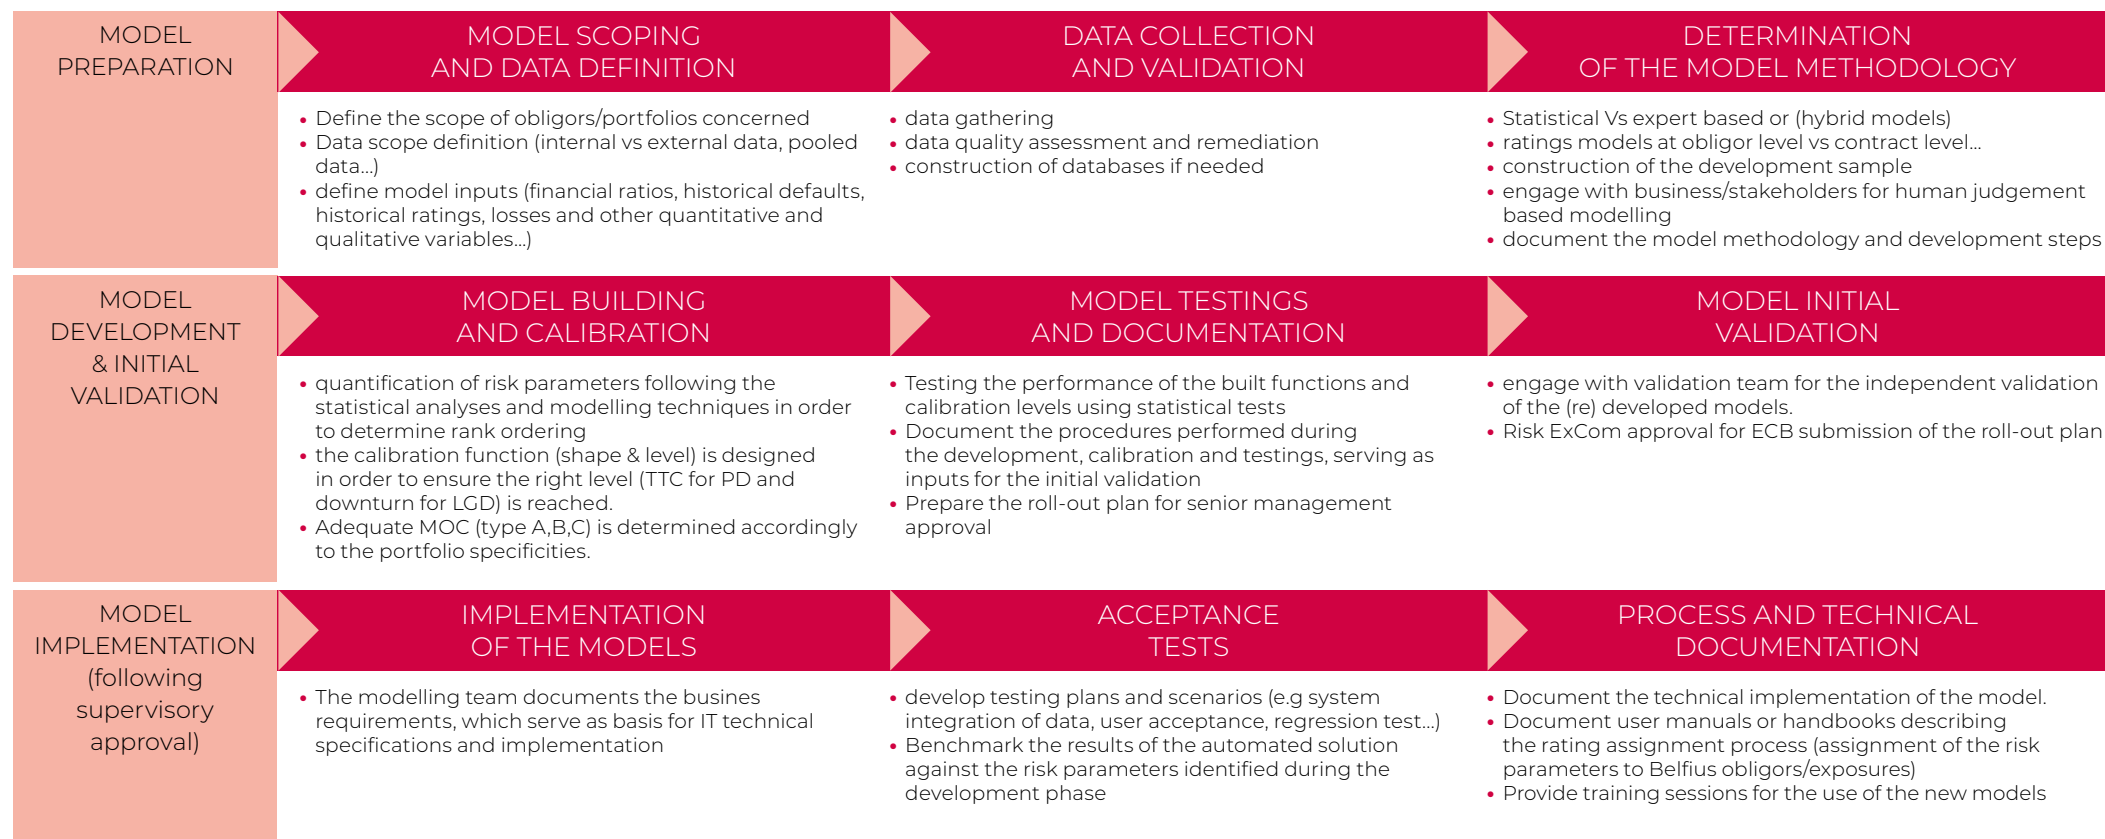 MODEL
PREPARATION
MODEL SCOPING
AND DATA DEFINITION
• Define the scope of obligors/portfolios concerned
• Data scope definition (internal vs external data, pooled
data...)
• define model inputs (financial ratios, historical defaults,
historical ratings, losses and other quantitative and
qualitative variables...)
DATA COLLECTION
AND VALIDATION
• data gathering
• data quality assessment and remediation
• construction of databases if needed
DETERMINATION
OF THE MODEL METHODOLOGY
• Statistical Vs expert based or (hybrid models)
• ratings models at obligor level vs contract level...
• construction of the development sample
• engage with business/stakeholders for human judgement
based modelling
• document the model methodology and development steps
MODEL
DEVELOPMENT
& INITIAL
VALIDATION
MODEL BUILDING
AND CALIBRATION
• quantification of risk parameters following the
statistical analyses and modelling techniques in order
to determine rank ordering
• the calibration function (shape & level) is designed
in order to ensure the right level (TTC for PD and
downturn for LGD) is reached.
• Adequate MOC (type A,B,C) is determined accordingly
to the portfolio specificities.
MODEL TESTINGS
AND DOCUMENTATION
• Testing the performance of the built functions and
calibration levels using statistical tests
• Document the procedures performed during
the development, calibration and testings, serving as
inputs for the initial validation
• Prepare the roll-out plan for senior management
approval
MODEL INITIAL
VALIDATION
• engage with validation team for the independent validation
of the (re) developed models.
• Risk ExCom approval for ECB submission of the roll-out plan
MODEL
IMPLEMENTATION
(following
supervisory
approval)
IMPLEMENTATION
OF THE MODELS
• The modelling team documents the busines
requirements, which serve as basis for IT technical
specifications and implementation
ACCEPTANCE
TESTS
• develop testing plans and scenarios (e.g system
integration of data, user acceptance, regression test...)
• Benchmark the results of the automated solution
against the risk parameters identified during the
development phase
PROCESS AND TECHNICAL
DOCUMENTATION
• Document the technical implementation of the model.
• Document user manuals or handbooks describing
the rating assignment process (assignment of the risk
parameters to Belfius obligors/exposures)
• Provide training sessions for the use of the new models